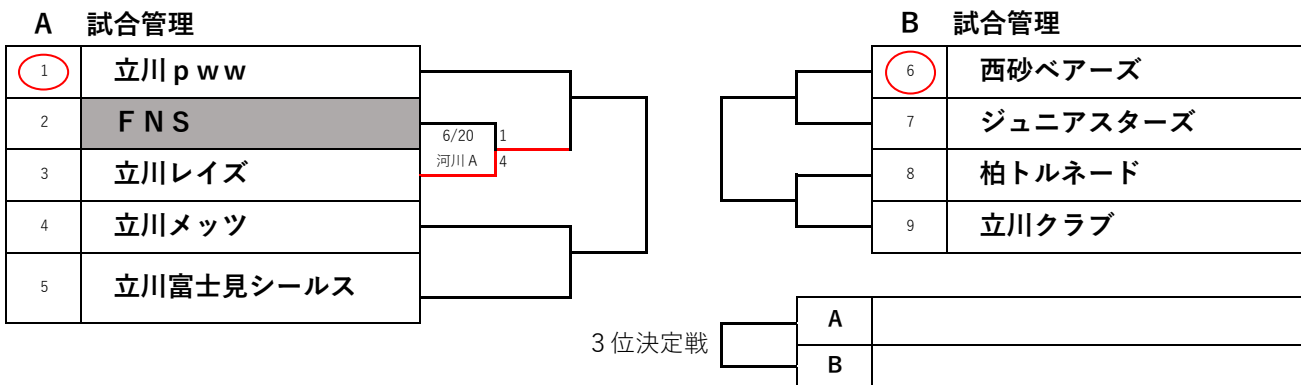 A 試合管理
1 立川ｐｗｗ
2 ＦＮＳ
3 立川レイズ
4 立川メッツ
5 立川富士見シールス
6/20 1
河川A 4
B 試合管理
6 西砂ベアーズ
7 ジュニアスターズ
8 柏トルネード
9 立川クラブ
3位決定戦
A
B